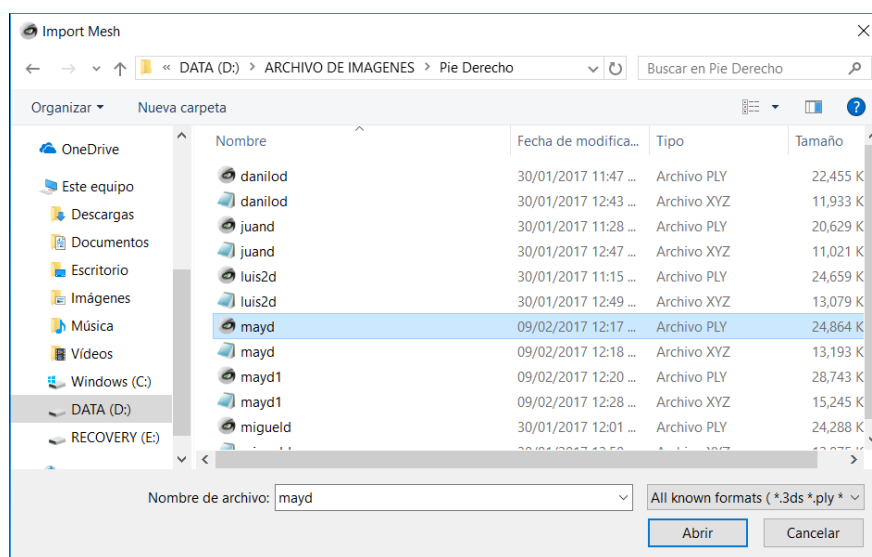 Import Mesh
« DATA (D:) > ARCHIVO DE IMAGENES > Pie Derecho
Buscar en Pie Derecho
Organizar
Nueva carpeta
?
OneDrive
Este equipo
Descargas
Documentos
Escritorio
Imágenes
Música
Vídeos
Windows (C:)
DATA (D:)
RECOVERY (E:)
Nombre Fecha de modifica... Tipo Tamaño
danilod 30/01/2017 11:47 ... Archivo PLY 22,455 K
danilod 30/01/2017 12:43 ... Archivo XYZ 11,933 K
juand 30/01/2017 11:28 ... Archivo PLY 20,629 K
juand 30/01/2017 12:47 ... Archivo XYZ 11,021 K
luis2d 30/01/2017 11:15 ... Archivo PLY 24,659 K
luis2d 30/01/2017 12:49 ... Archivo XYZ 13,079 K
mayd 09/02/2017 12:17 ... Archivo PLY 24,864 K
mayd 09/02/2017 12:18 ... Archivo XYZ 13,193 K
mayd1 09/02/2017 12:20 ... Archivo PLY 28,743 K
mayd1 09/02/2017 12:28 ... Archivo XYZ 15,245 K
migueld 30/01/2017 12:01 ... Archivo PLY 24,288 K
Nombre de archivo: mayd
All known formats ( *.3ds *.ply *
Abrir
Cancelar